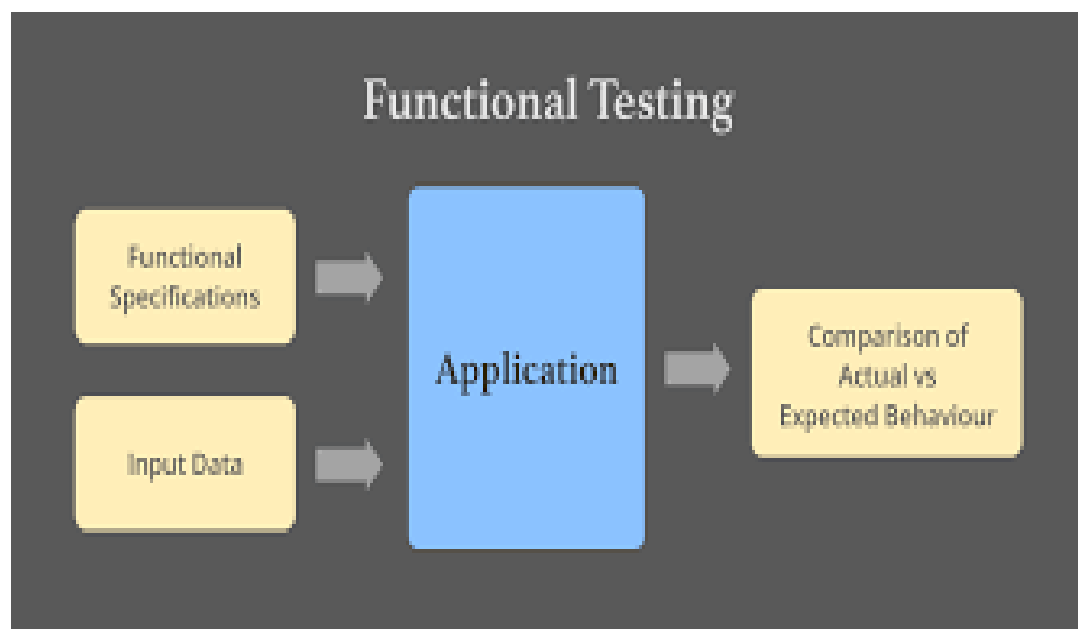 Functional Testing
Functional
Specifications
Input Data
Application
Comparison of
Actual vs
Expected Behaviour